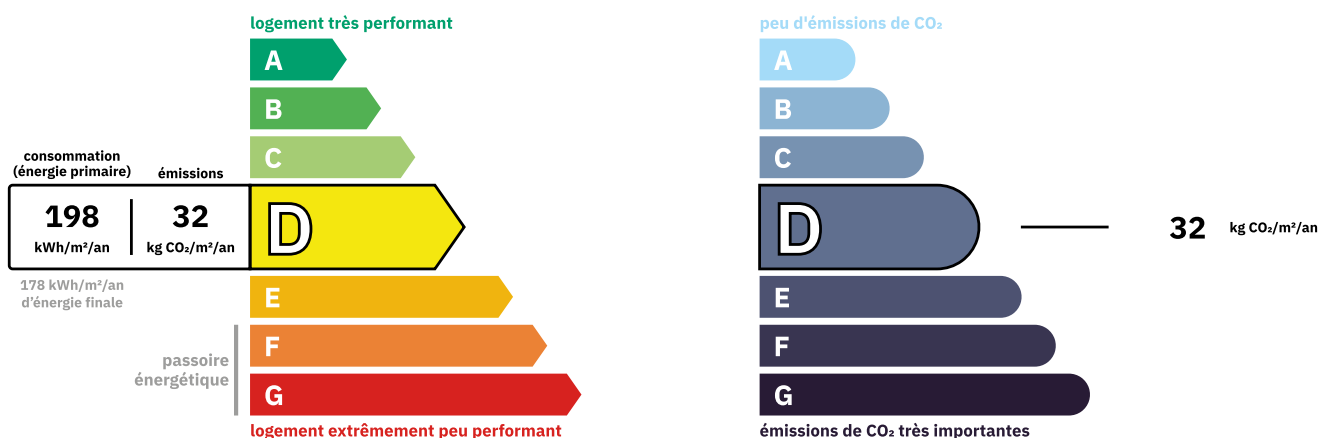 logement très performant
A
B
C
consommation
(énergie primaire)
émissions
198
kWh/m²/an
32
kg CO₂/m²/an
D
178 kWh/m²/an
d'énergie finale
E
passoire
énergétique
F
G
logement extrêmement peu performant
peu d'émissions de CO₂
A
B
C
D
32 kg CO₂/m²/an
E
F
G
émissions de CO₂ très importantes